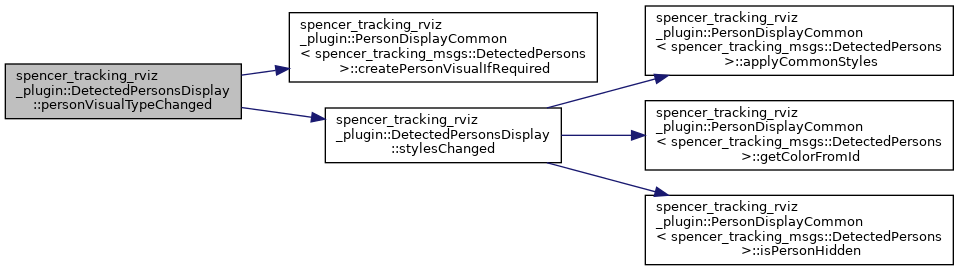 spencer_tracking_rviz
_plugin::DetectedPersonsDisplay
::personVisualTypeChanged
spencer_tracking_rviz
_plugin::PersonDisplayCommon
< spencer_tracking_msgs::DetectedPersons
>::createPersonVisualIfRequired
spencer_tracking_rviz
_plugin::DetectedPersonsDisplay
::stylesChanged
spencer_tracking_rviz
_plugin::PersonDisplayCommon
< spencer_tracking_msgs::DetectedPersons
>::applyCommonStyles
spencer_tracking_rviz
_plugin::PersonDisplayCommon
< spencer_tracking_msgs::DetectedPersons
>::getColorFromId
spencer_tracking_rviz
_plugin::PersonDisplayCommon
< spencer_tracking_msgs::DetectedPersons
>::isPersonHidden